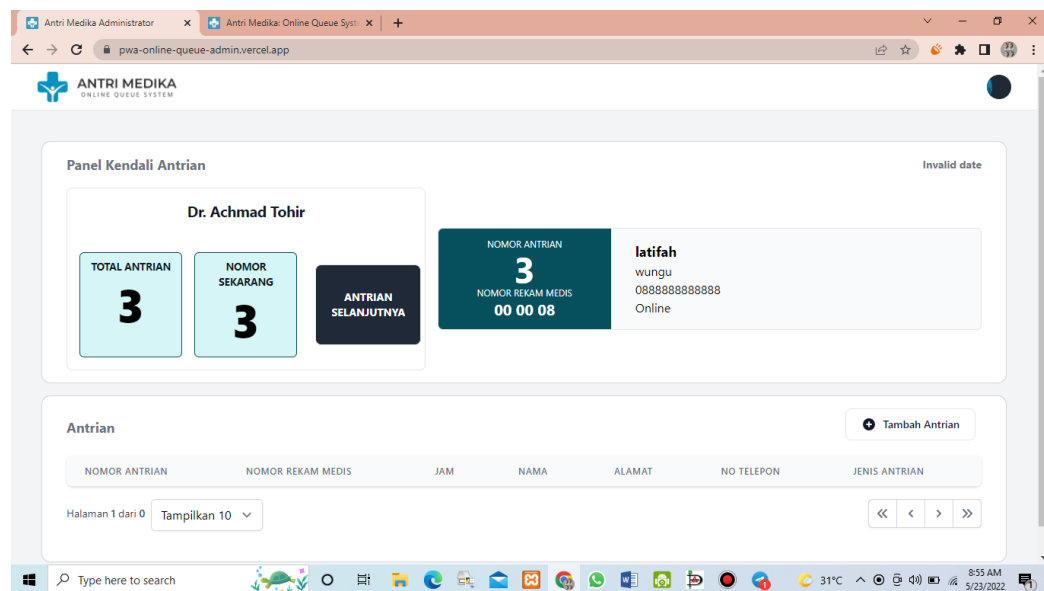 Antri Medika Administrator
Antri Medika: Online Queue Syst
pwa-online-queue-admin.vercel.app
ANTRI MEDIKA
ONLINE QUEUE SYSTEM
Panel Kendali Antrian
Invalid date
Dr. Achmad Tohir
TOTAL ANTRIAN
3
NOMOR
SEKARANG
3
ANTRIAN
SELANJUTNYA
NOMOR ANTRIAN
3
NOMOR REKAM MEDIS
00 00 08
latifah
wungu
0888888888888
Online
Antrian
Tambah Antrian
NOMOR ANTRIAN NOMOR REKAM MEDIS JAM NAMA ALAMAT NO TELEPON JENIS ANTRIAN
Halaman 1 dari 0
Tampilkan 10
Type here to search
31°C
8:55 AM
5/23/2022